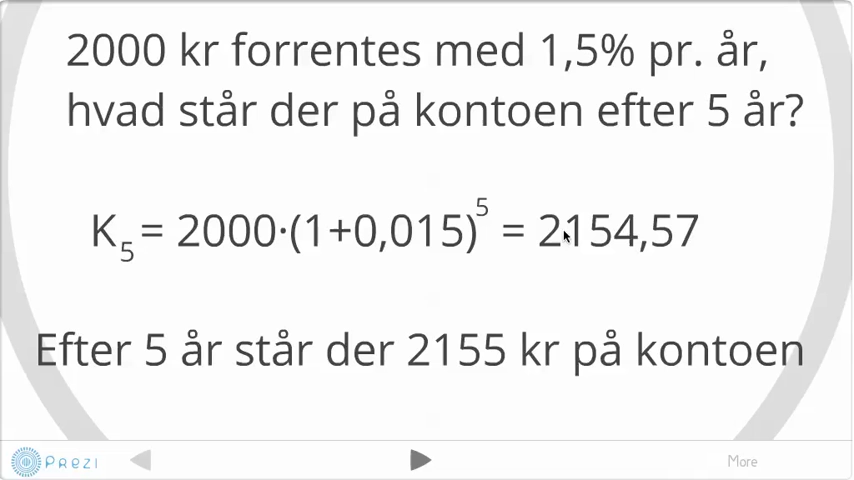 2000 kr forrentes med 1,5% pr. år,
hvad står der på kontoen efter 5 år?
K₅ = 2000·(1+0,015)⁵ = 2154,57
Efter 5 år står der 2155 kr på kontoen
Prezi
More